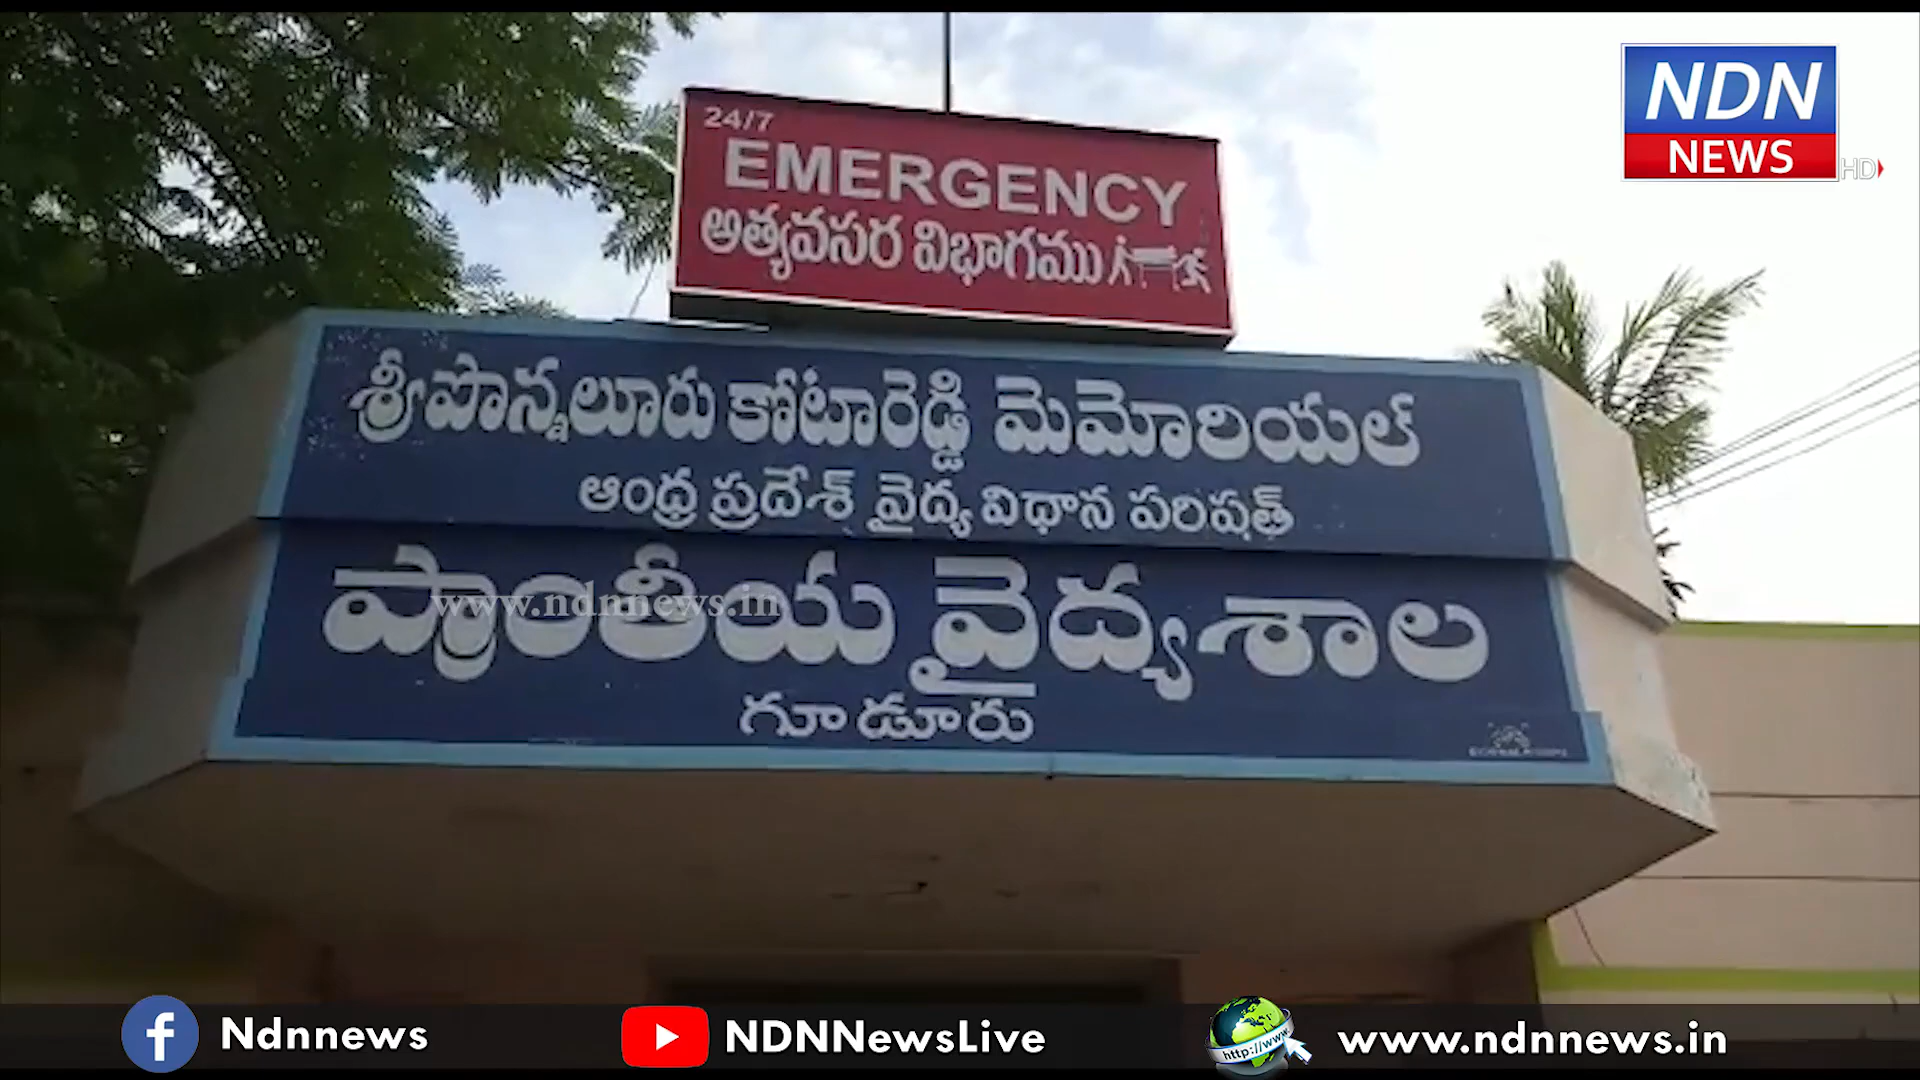 NDN
NEWS
HD
24/7
EMERGENCY
అత్యవసర విభాగము
శ్రీ పొన్నలూరు కోటారెడ్డి మెమోరియల్
ఆంధ్ర ప్రదేశ్ వైద్య విధాన పరిషత్
ప్రాంతీయ వైద్యశాల
www.ndnnews.in
గూడూరు
Ndnnews
NDNNewsLive
http://www.
www.ndnnews.in